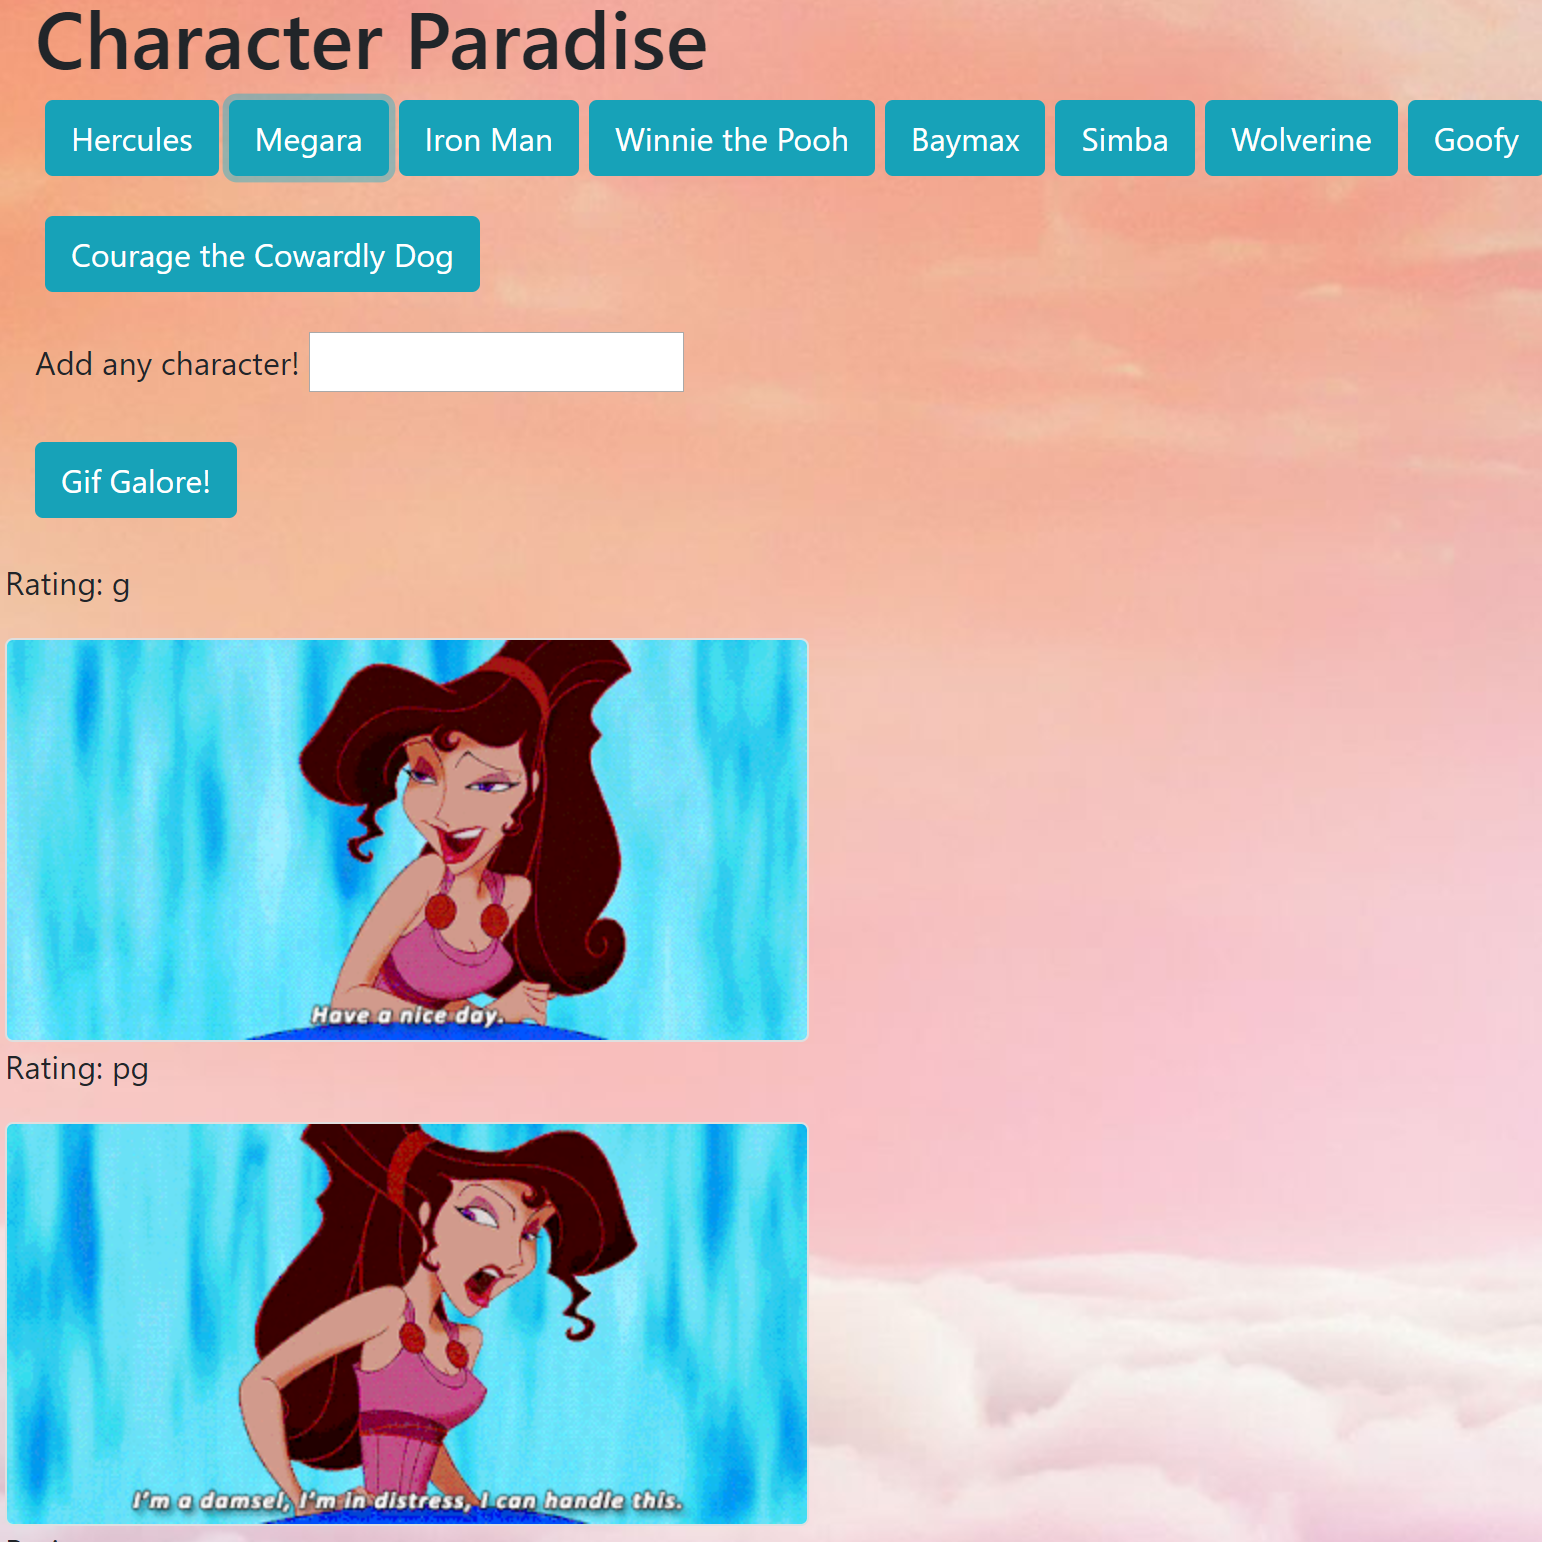 Character Paradise
Hercules Megara Iron Man Winnie the Pooh Baymax Simba Wolverine Goofy
Courage the Cowardly Dog
Add any character!
Gif Galore!
Rating: g
Have a nice day.
Rating: pg
I'm a damsel, I'm in distress, I can handle this.